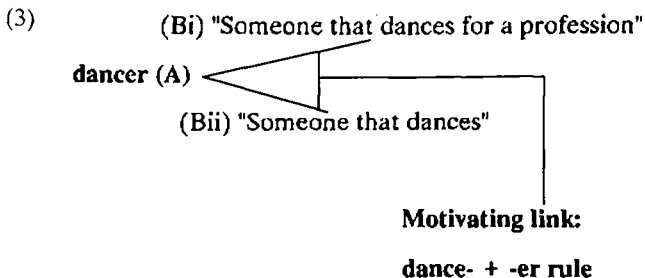 (3)
(Bi) "Someone that dances for a profession"
dancer (A)
(Bii) "Someone that dances"
Motivating link:
dance- + -er rule